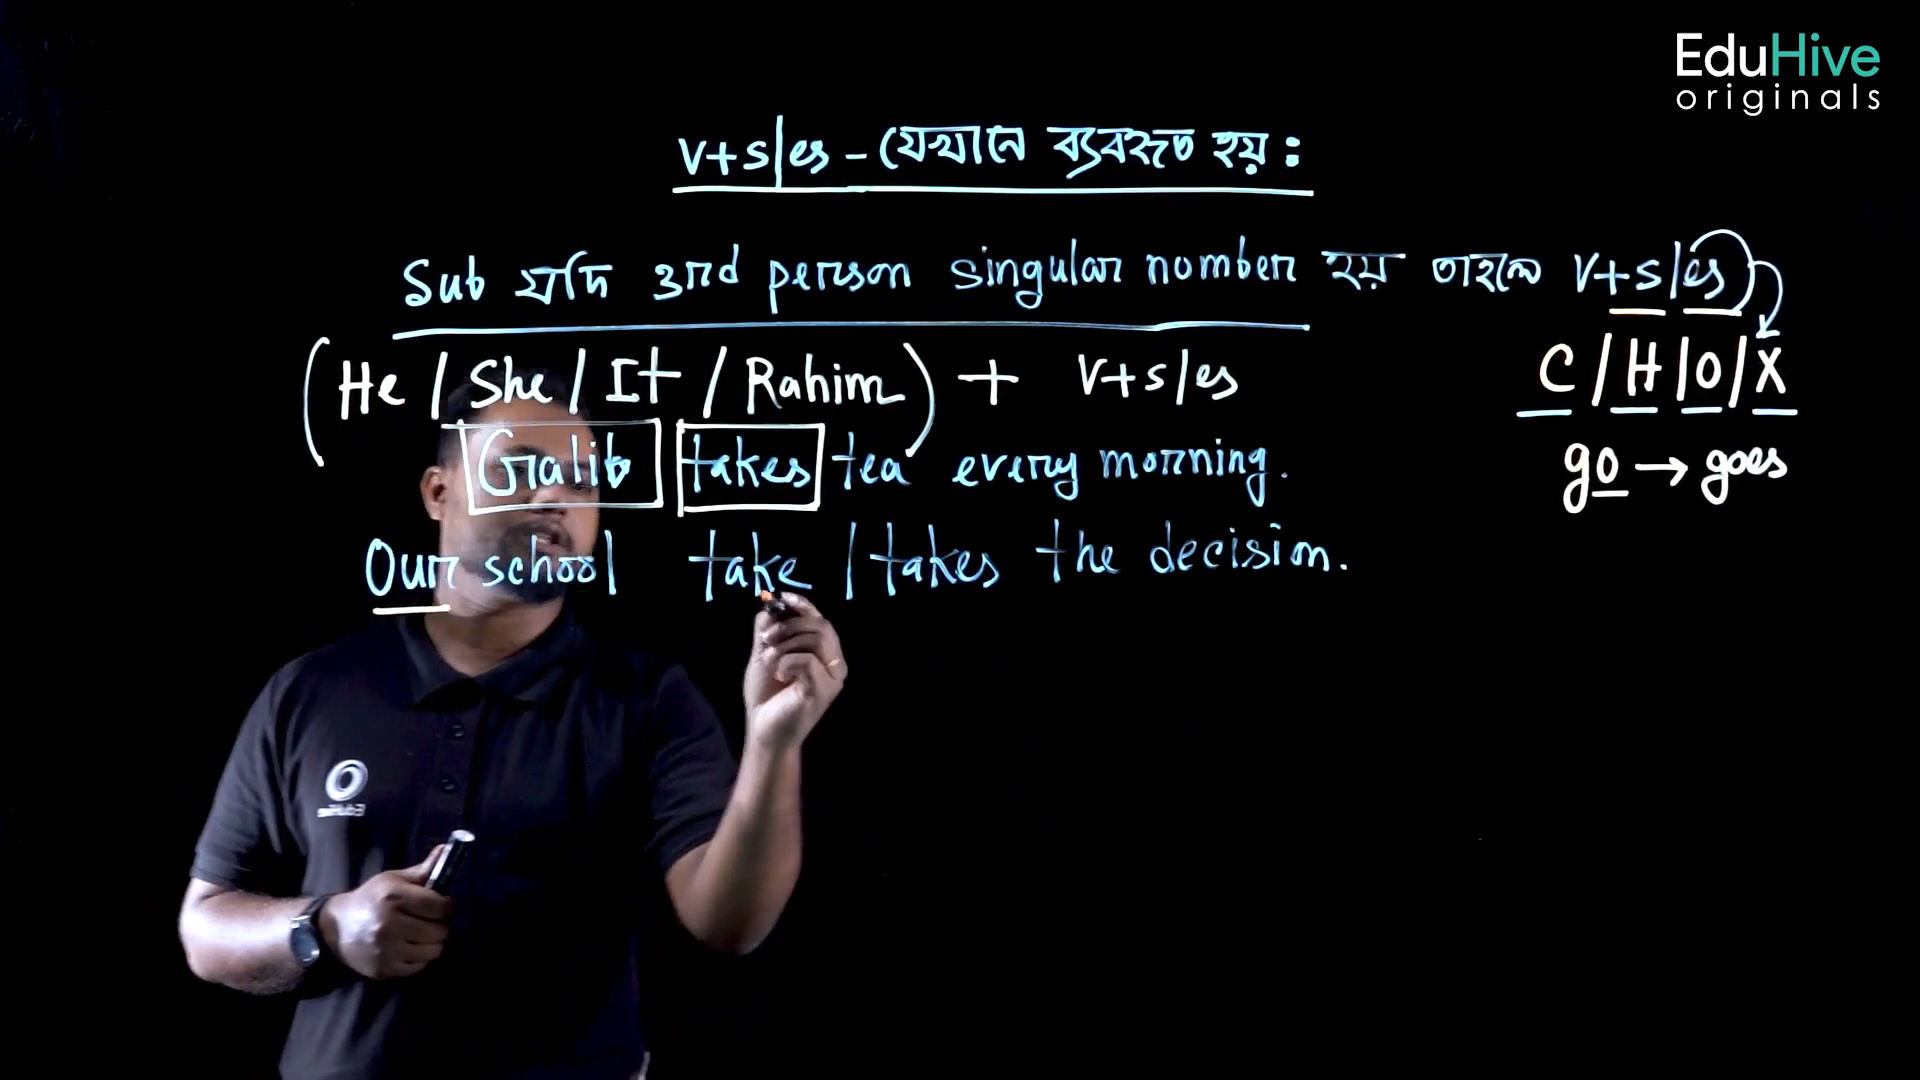 EduHive
originals
v+s/es - যেখানে ব্যবহৃত হয় :
Sub যদি 3rd person singular number হয় তাহলে v+s/es
(He / She / It / Rahim) + V+s/es
C / H / O / X
Galib takes tea every morning.
go → goes
Our school take / takes the decision.